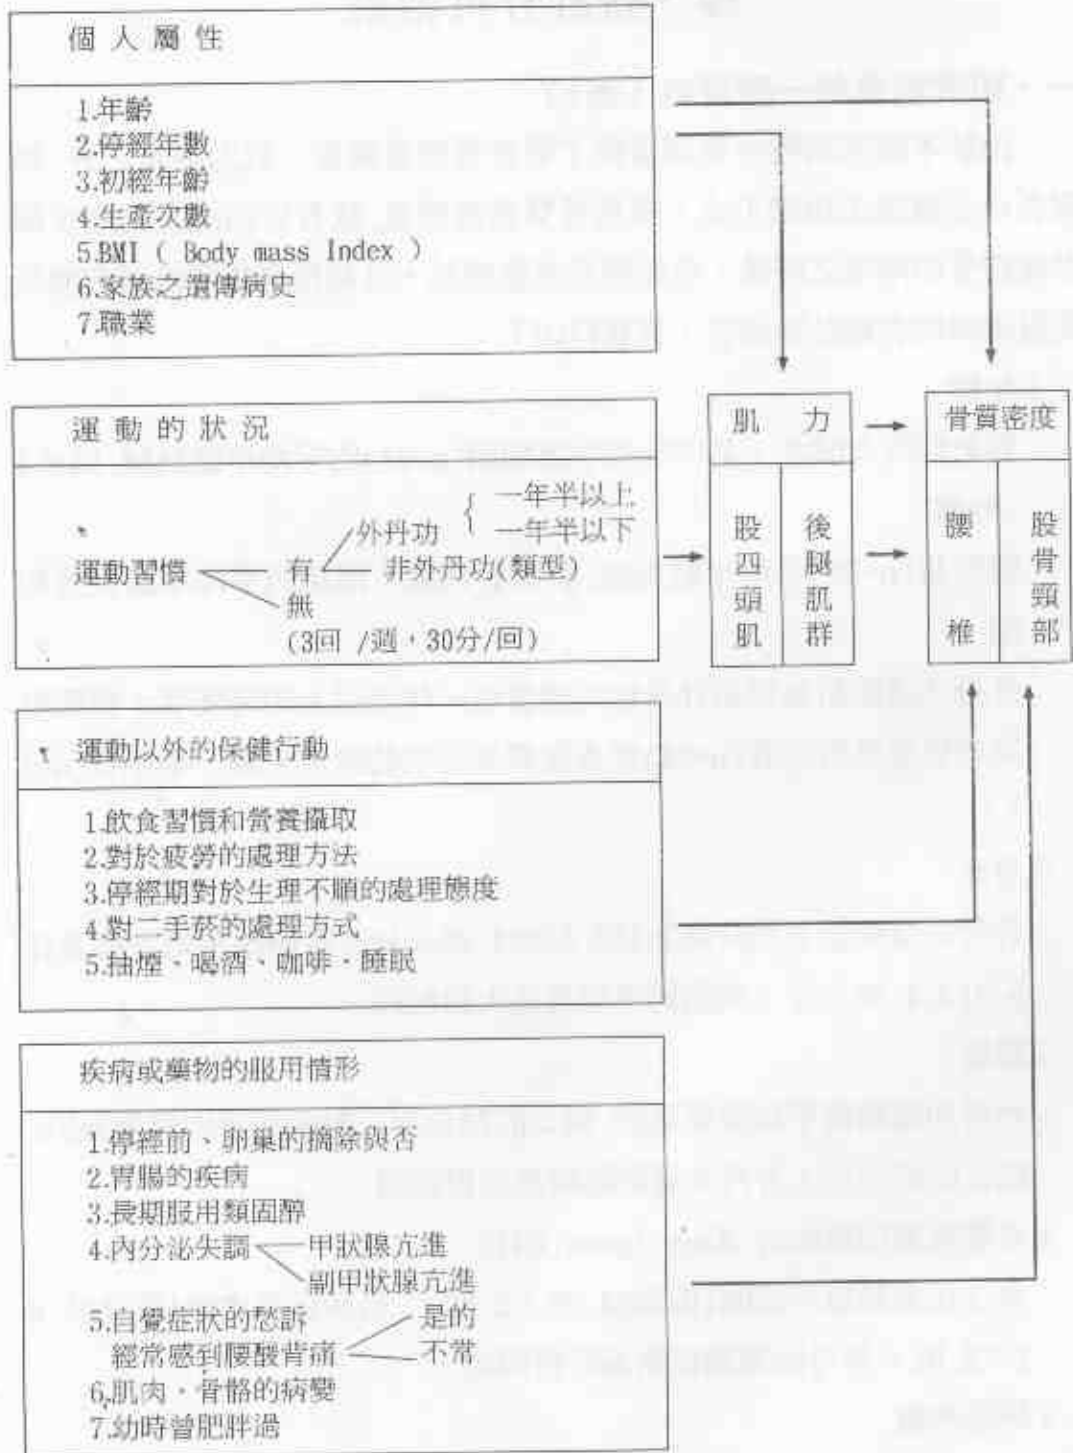 個人屬性
1.年齡
2.停經年數
3.初經年齡
4.生產次數
5.BMI ( Body mass Index )
6.家族之遺傳病史
7.職業
運動的狀況
運動習慣
有
外丹功
一年半以上
一年半以下
非外丹功(類型)
無
(3回 /週，30分/回)
肌 力
股四頭肌
後腿肌群
骨質密度
腰椎
股骨頸部
運動以外的保健行動
1.飲食習慣和營養攝取
2.對於疲勞的處理方法
3.停經期對於生理不順的處理態度
4.對二手菸的處理方式
5.抽煙、喝酒、咖啡、睡眠
疾病或藥物的服用情形
1.停經前、卵巢的摘除與否
2.胃腸的疾病
3.長期服用類固醇
4.內分泌失調
甲狀腺亢進
副甲狀腺亢進
5.自覺症狀的愁訴
經常感到腰酸背痛
是的
不常
6.肌肉、骨骼的病變
7.幼時曾肥胖過